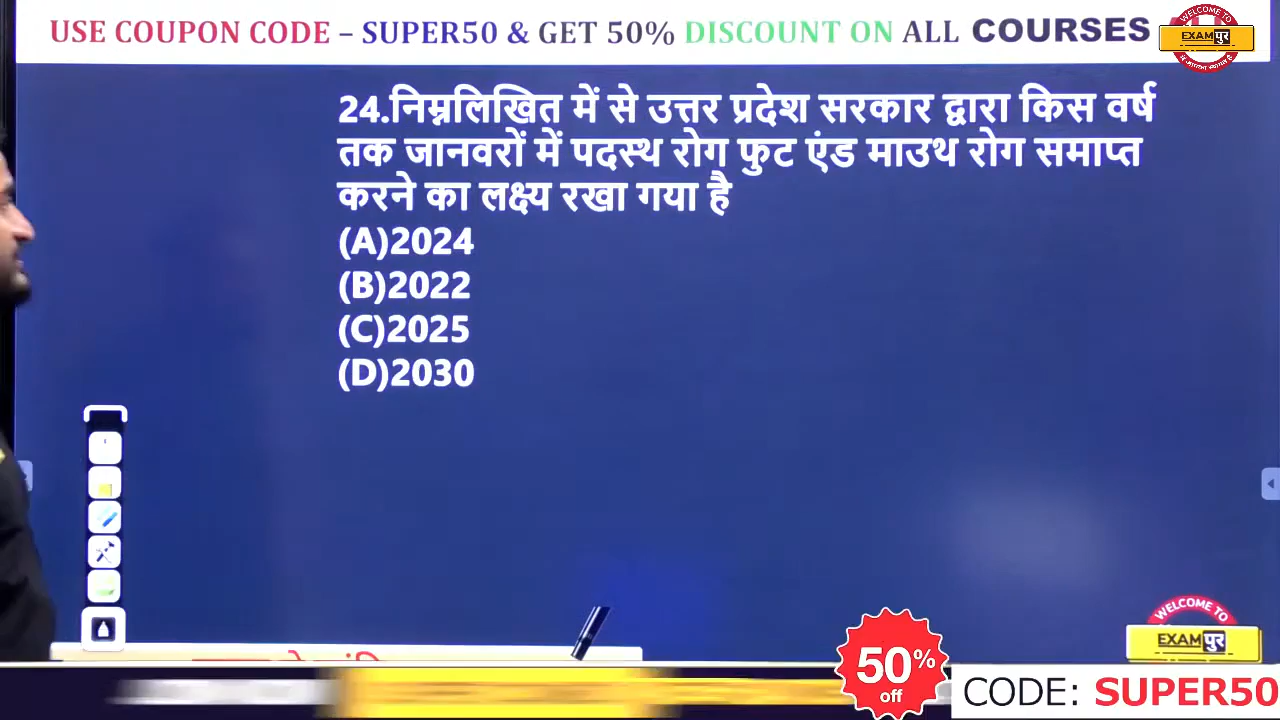 USE COUPON CODE – SUPER50 & GET 50% DISCOUNT ON ALL COURSES
WELCOME TO
EXAMपुर
24.निम्नलिखित में से उत्तर प्रदेश सरकार द्वारा किस वर्ष
तक जानवरों में पदस्थ रोग फुट एंड माउथ रोग समाप्त
करने का लक्ष्य रखा गया है
(A)2024
(B)2022
(C)2025
(D)2030
WELCOME TO
EXAMपुर
50%
off
CODE: SUPER50